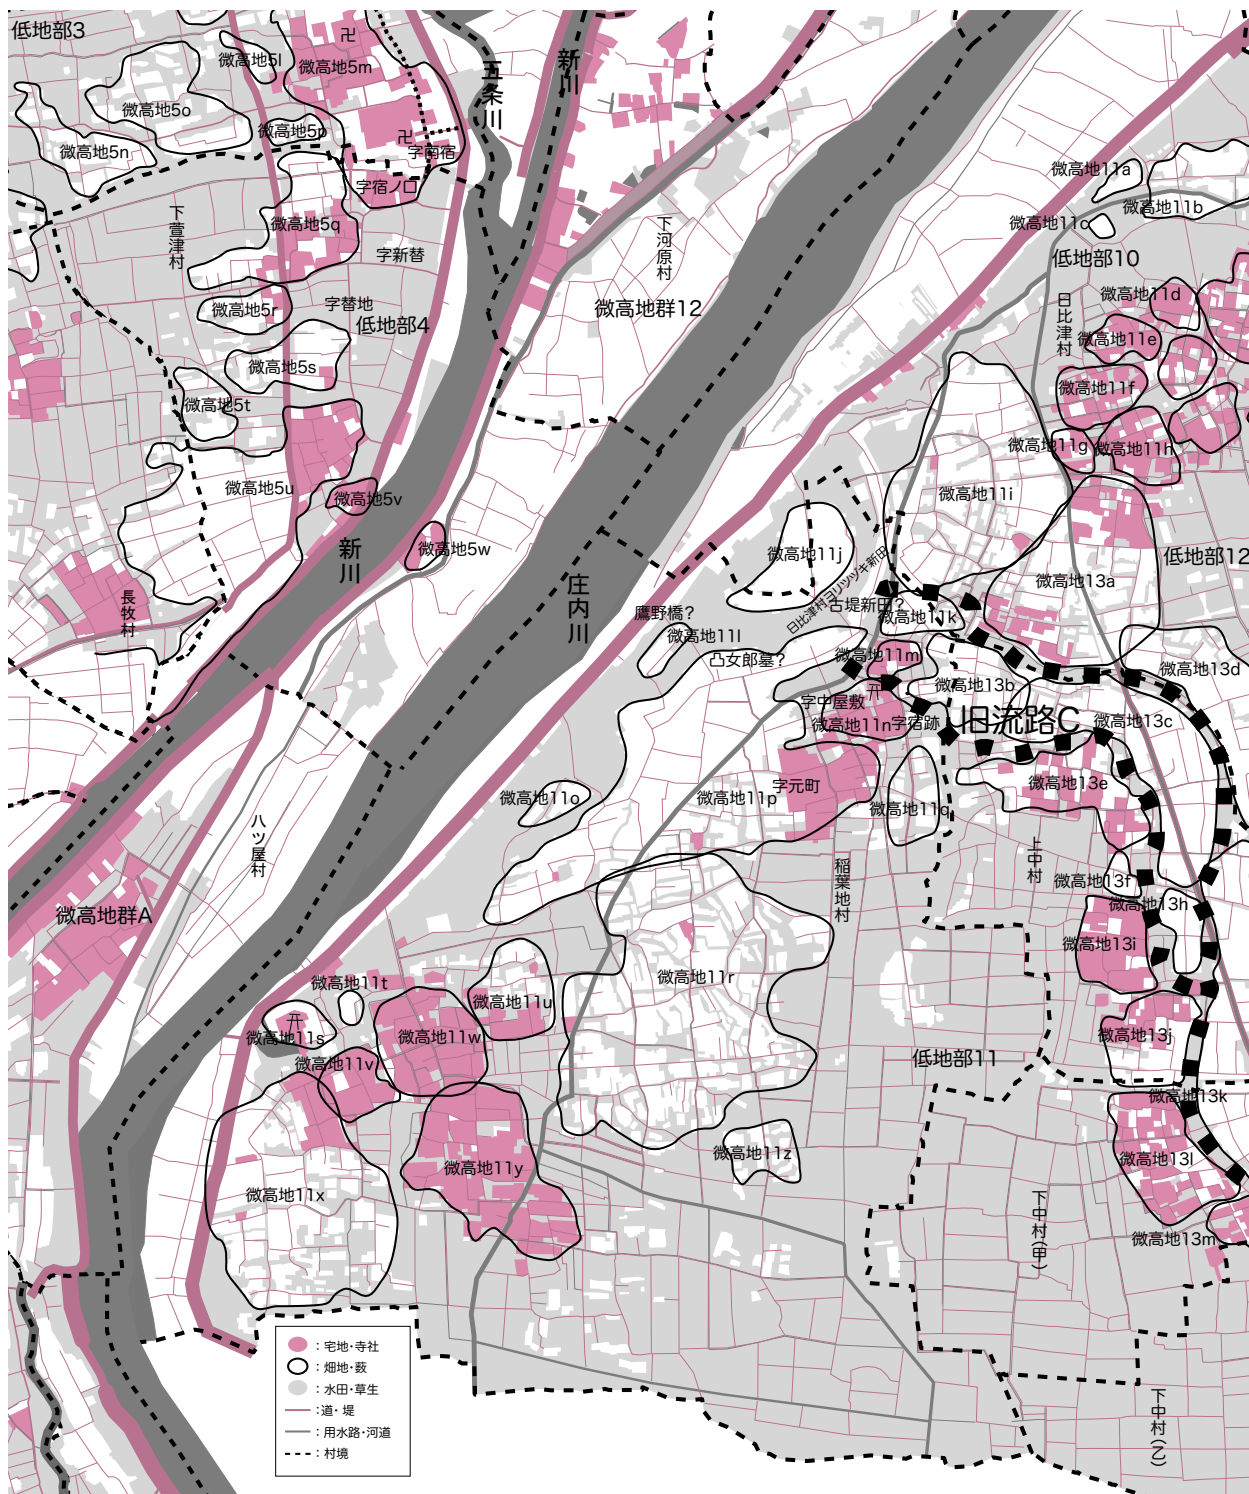 低地部3
微高地5l
微高地5m
卍
五条川
新川
微高地5o
微高地5p
卍
微高地5n
字南宿
字宿ノ口
微高地11a
下萱津村
微高地5q
微高地11b
微高地11c
下河原村
字新替
低地部10
微高地5r
字替地
低地部4
微高地群12
日比津村
微高地11d
微高地11e
微高地5s
微高地11f
微高地5t
微高地11g
微高地11h
微高地5u
微高地5v
微高地11i
新川
微高地5w
微高地11j
低地部12
微高地13a
庄内川
長牧村
日比津村ヨリツヅキ新田
鷹野橋?
古堤新田?
微高地11k
微高地11l
凸女郎墓?
微高地11m
微高地13d
微高地13b
字中屋敷
微高地11n
字宿跡
旧流路C
微高地13c
字元町
微高地11o
微高地11p
微高地11q
微高地13e
八ツ屋村
上中村
稲葉地村
微高地13f
微高地13h
微高地群A
微高地13i
微高地11r
微高地11t
微高地11u
微高地11s
微高地11w
微高地13j
微高地11v
低地部11
微高地13k
微高地11z
微高地11y
微高地13l
微高地11x
下中村(甲)
微高地13m
：宅地・寺社
：畑地・薮
：水田・草生
：道・堤
：用水路・河道
：村境
下中村(乙)